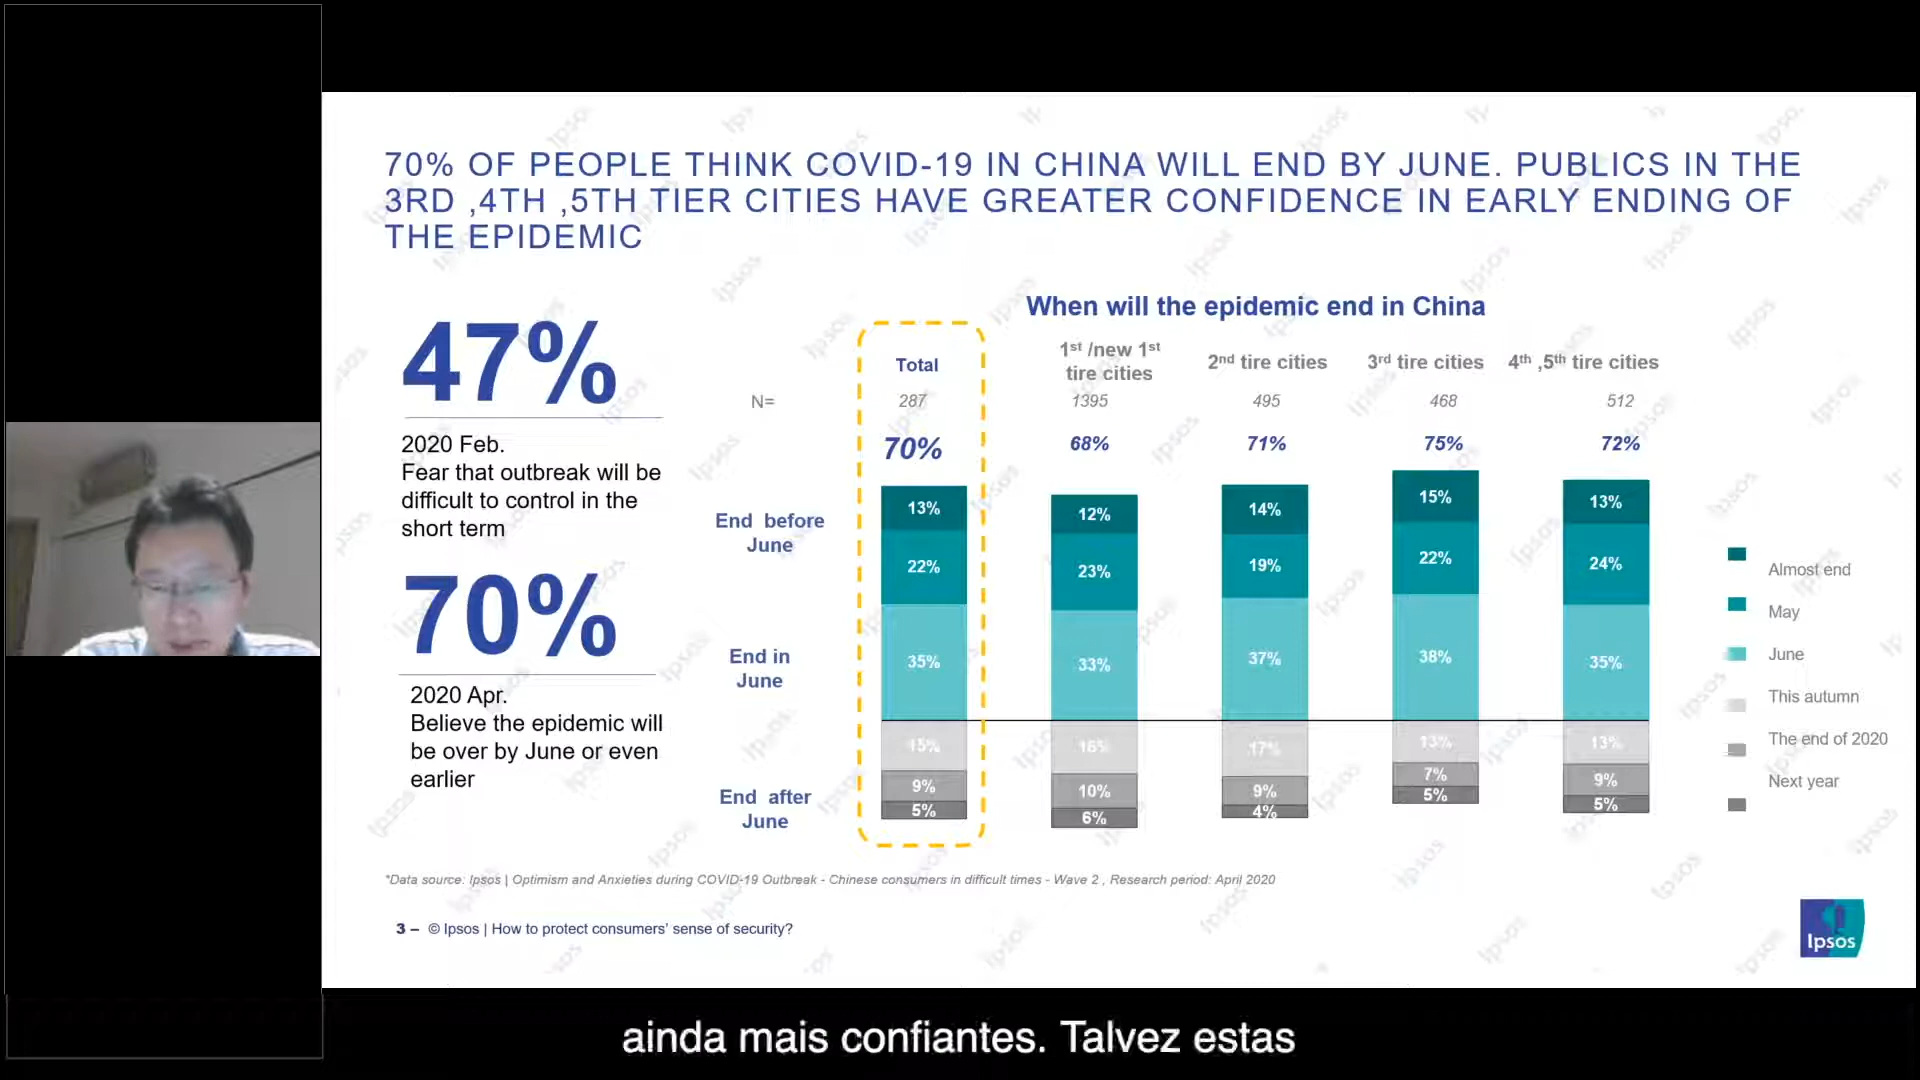 70% OF PEOPLE THINK COVID-19 IN CHINA WILL END BY JUNE. PUBLICS IN THE
3RD ,4TH ,5TH TIER CITIES HAVE GREATER CONFIDENCE IN EARLY ENDING OF
THE EPIDEMIC
47%
2020 Feb.
Fear that outbreak will be
difficult to control in the
short term
70%
2020 Apr.
Believe the epidemic will
be over by June or even
earlier
When will the epidemic end in China
Total
1st /new 1st
tire cities
2nd tire cities
3rd tire cities
4th ,5th tire cities
N=
287
1395
495
468
512
70%
68%
71%
75%
72%
End before
June
End in
June
End after
June
13%
22%
35%
15%
9%
5%
12%
23%
33%
16%
10%
6%
14%
19%
37%
17%
9%
4%
15%
22%
38%
13%
7%
5%
13%
24%
35%
13%
9%
5%
Almost end
May
June
This autumn
The end of 2020
Next year
*Data source: Ipsos | Optimism and Anxieties during COVID-19 Outbreak - Chinese consumers in difficult times - Wave 2 , Research period: April 2020
3 – © Ipsos | How to protect consumers' sense of security?
Ipsos
ainda mais confiantes. Talvez estas